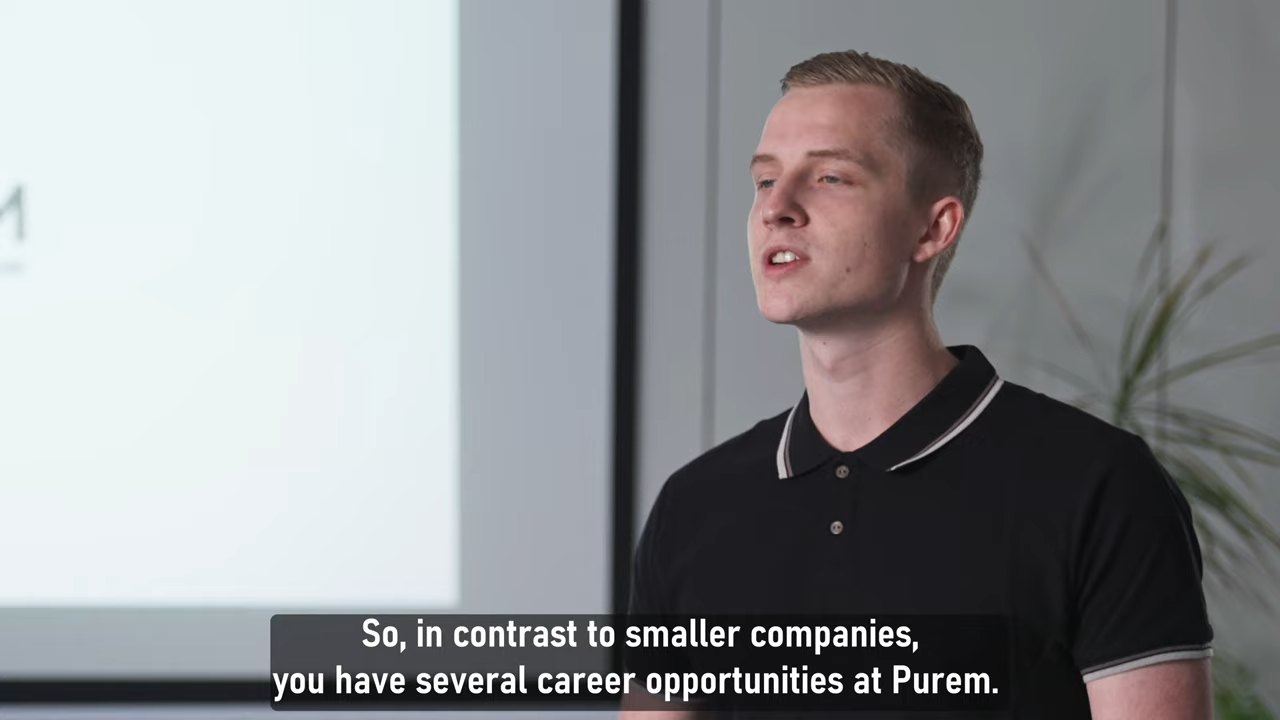 M
So, in contrast to smaller companies,
you have several career opportunities at Purem.